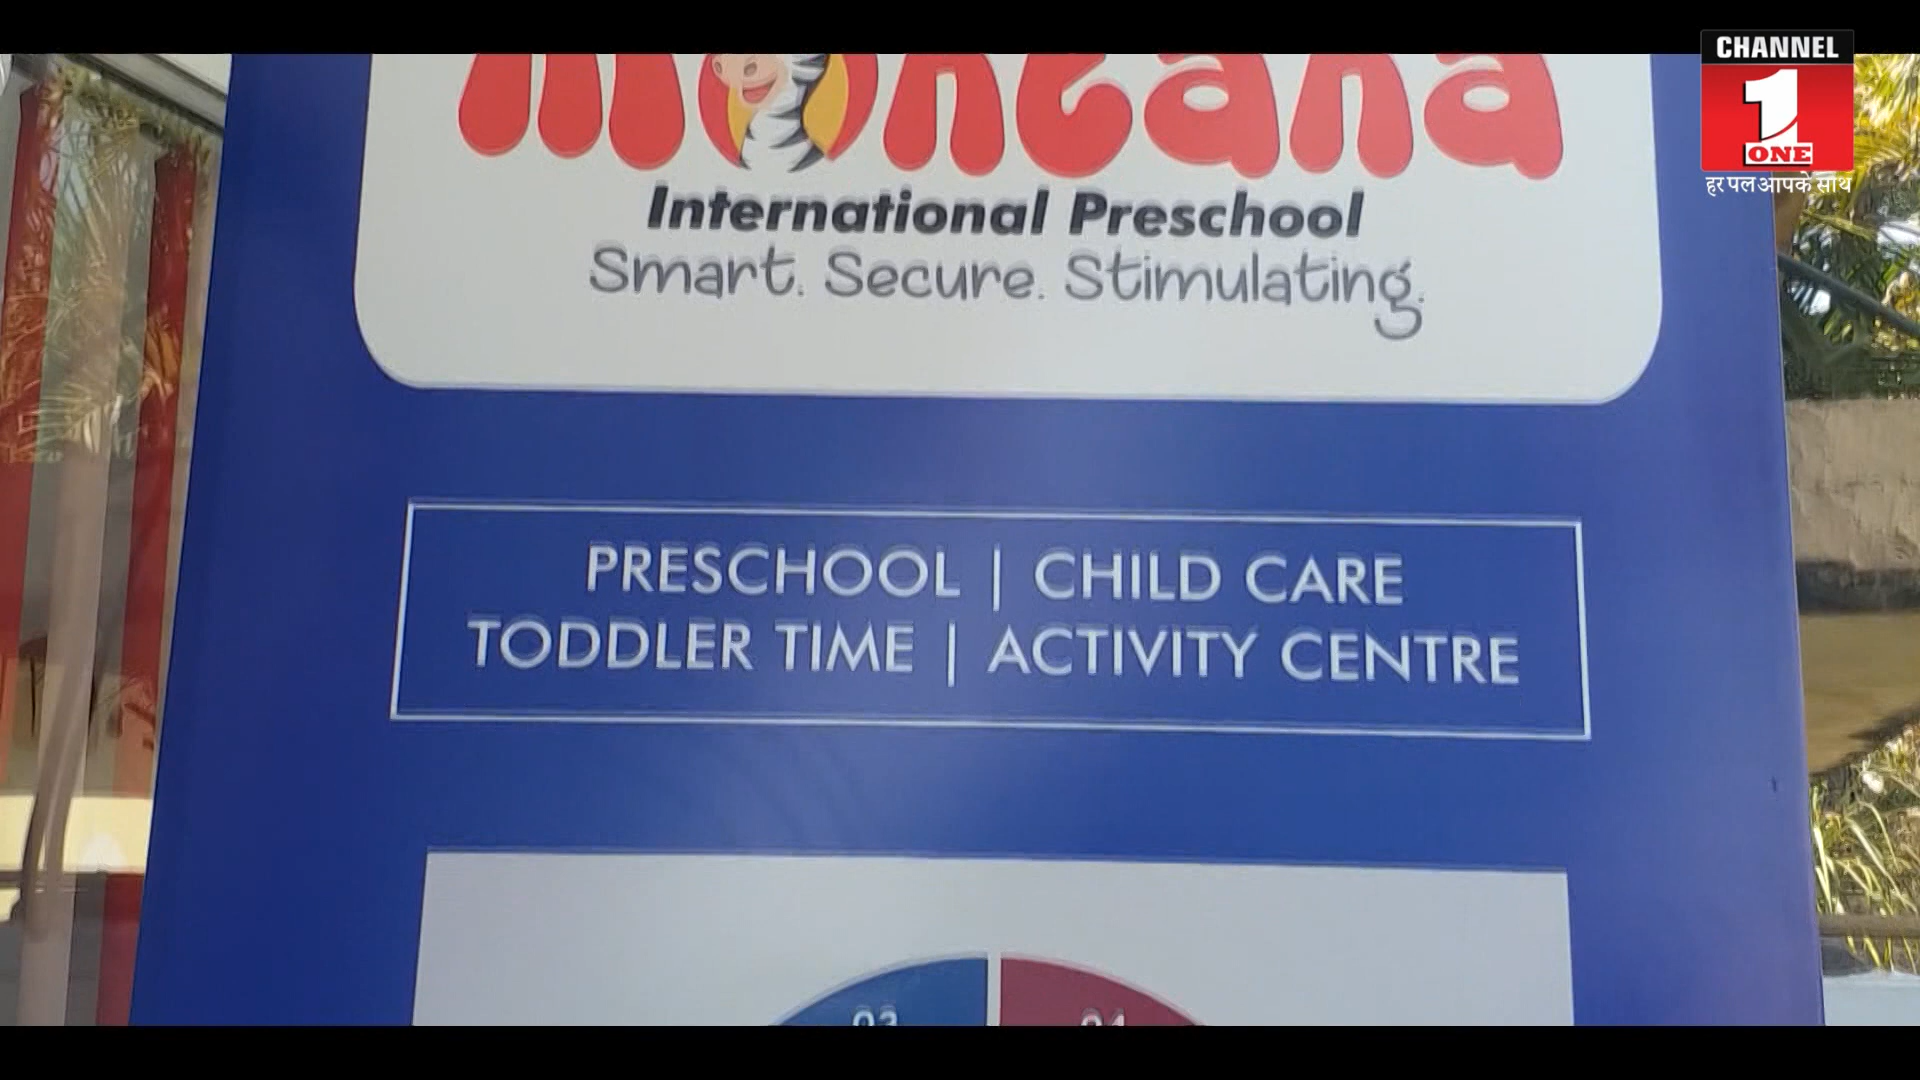 montana
International Preschool
Smart. Secure. Stimulating.
PRESCHOOL | CHILD CARE
TODDLER TIME | ACTIVITY CENTRE
CHANNEL
1
ONE
हर पल आपके साथ